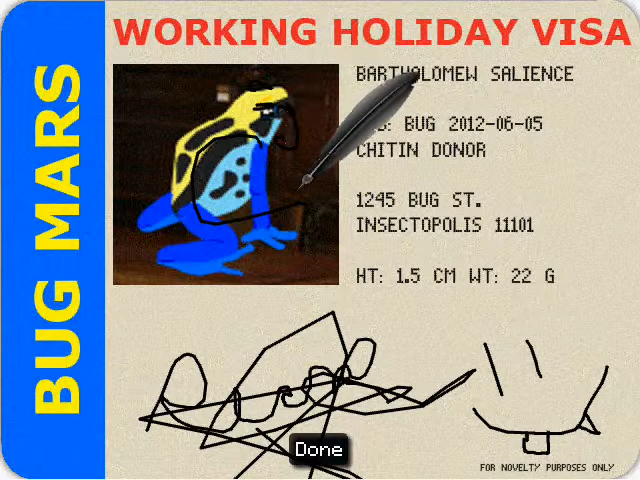 WORKING HOLIDAY VISA
BUG MARS
BARTHOLOMEW SALIENCE
BUG 2012-06-05
CHITIN DONOR
1245 BUG ST.
INSECTOPOLIS 11101
HT: 1.5 CM WT: 22 G
Done
FOR NOVELTY PURPOSES ONLY